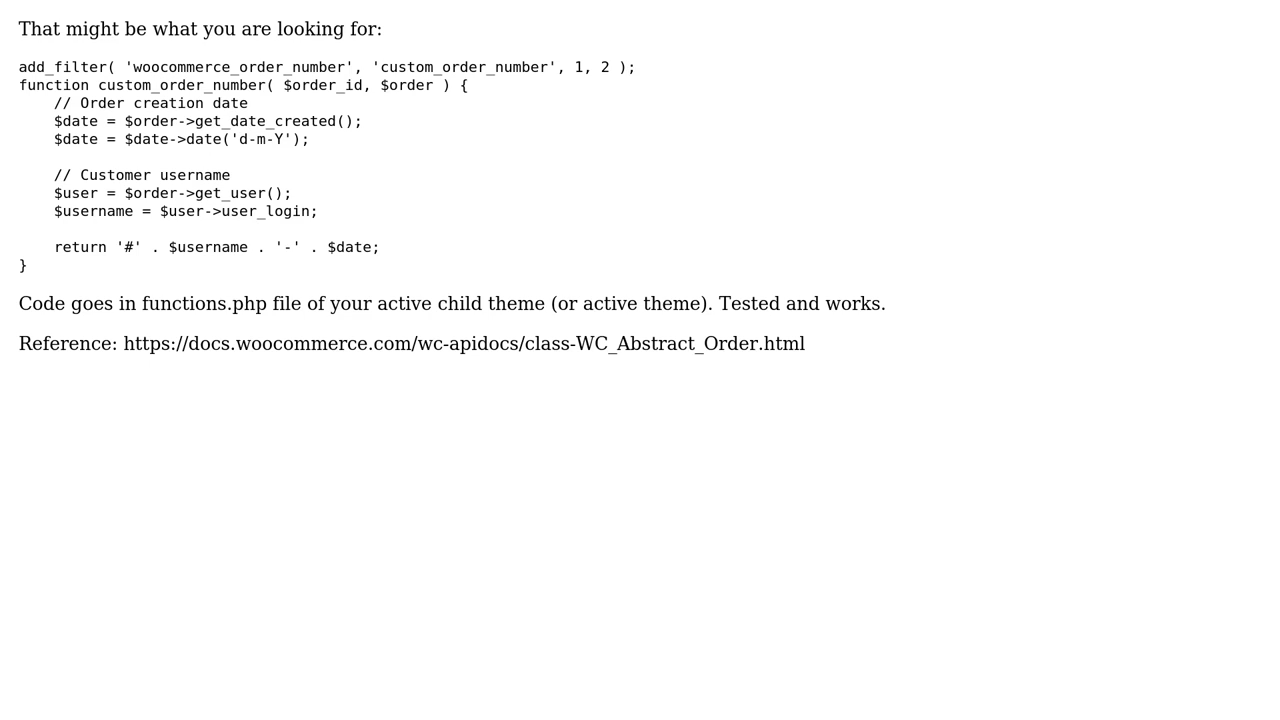 That might be what you are looking for:
add_filter( 'woocommerce_order_number', 'custom_order_number', 1, 2 );
function custom_order_number( $order_id, $order ) {
    // Order creation date
    $date = $order->get_date_created();
    $date = $date->date('d-m-Y');

    // Customer username
    $user = $order->get_user();
    $username = $user->user_login;

    return '#' . $username . '-' . $date;
}
Code goes in functions.php file of your active child theme (or active theme). Tested and works.
Reference: https://docs.woocommerce.com/wc-apidocs/class-WC_Abstract_Order.html